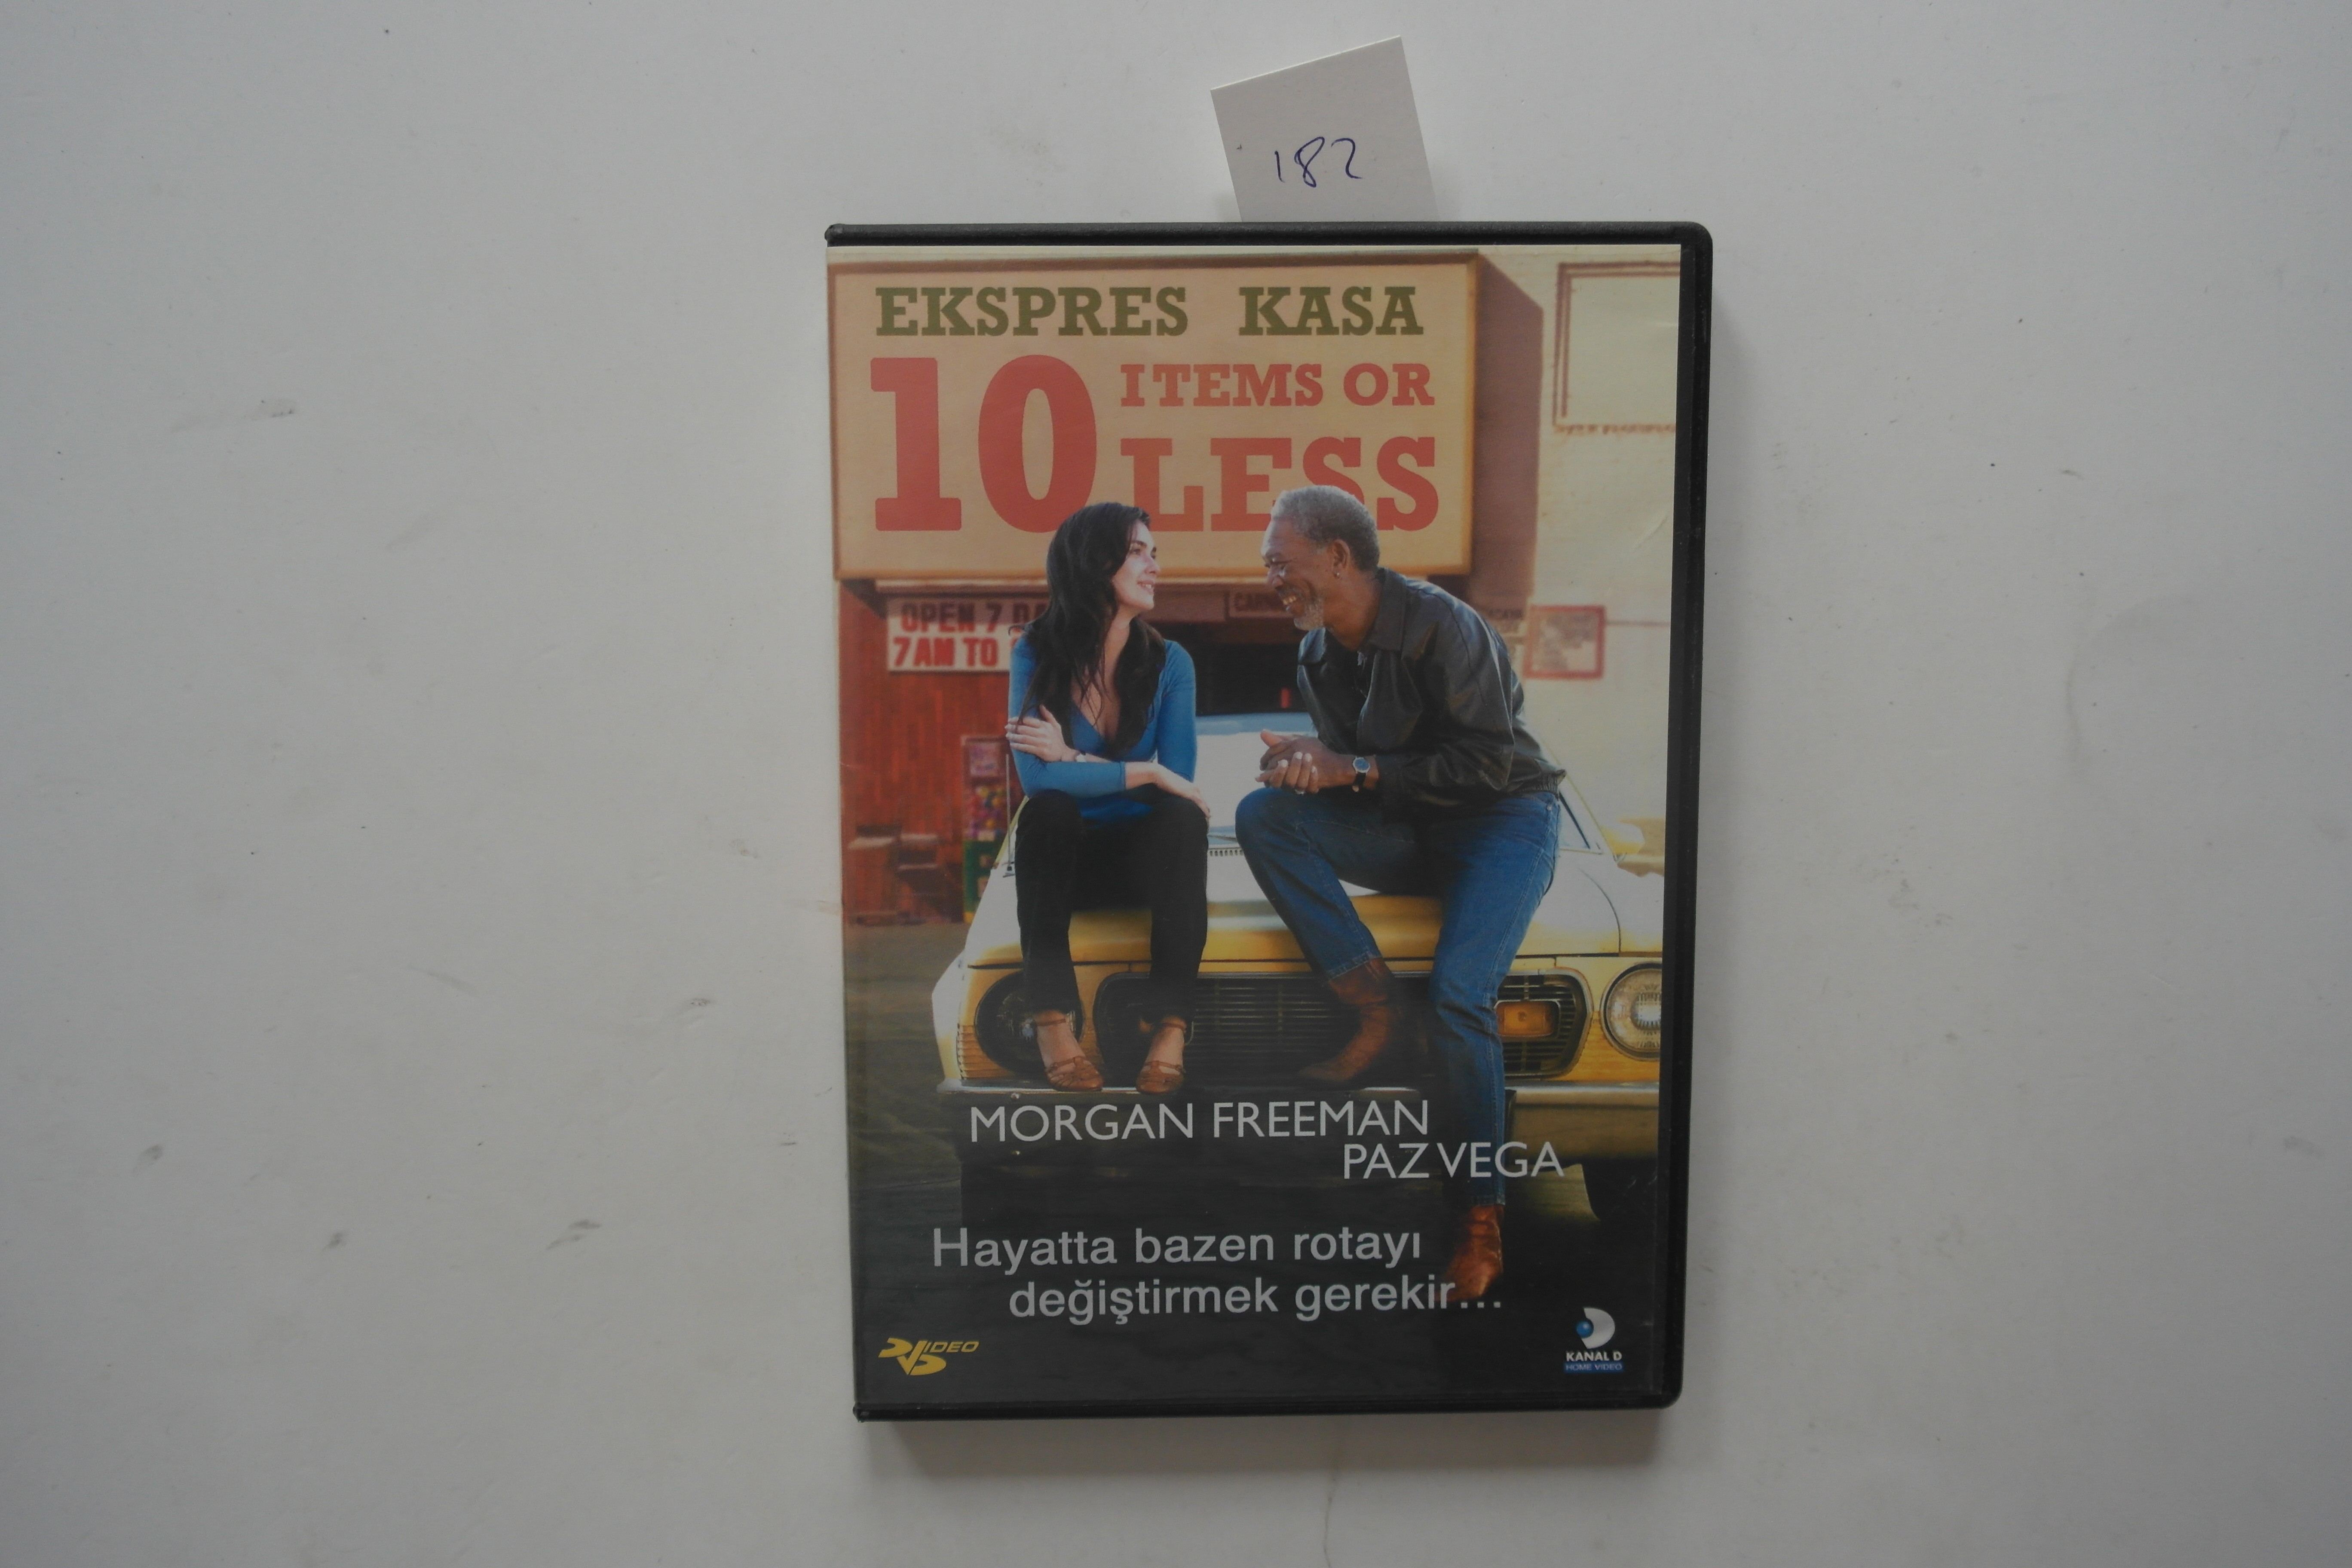 182
EKSPRES KASA
10 ITEMS OR
LESS
OPEN 7
7AM TO
MORGAN FREEMAN
PAZ VEGA
Hayatta bazen rotayı
değiştirmek gerekir...
DVD VIDEO
KANAL D
HOME VIDEO